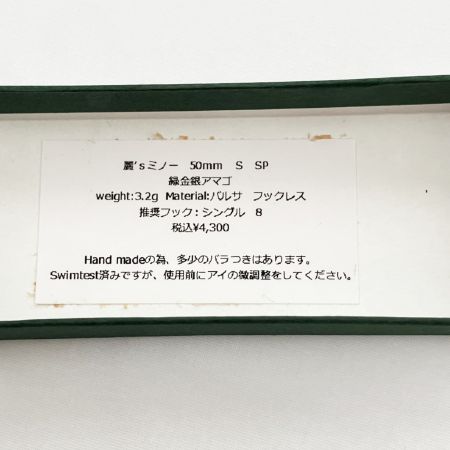 麗'sミノー 50mm S SP
緑金銀アマゴ
weight:3.2g Material:バルサ フックレス
推奨フック：シングル 8
税込¥4,300
Hand madeの為、多少のバラつきはあります。
Swimtest済みですが、使用前にアイの微調整をしてください。